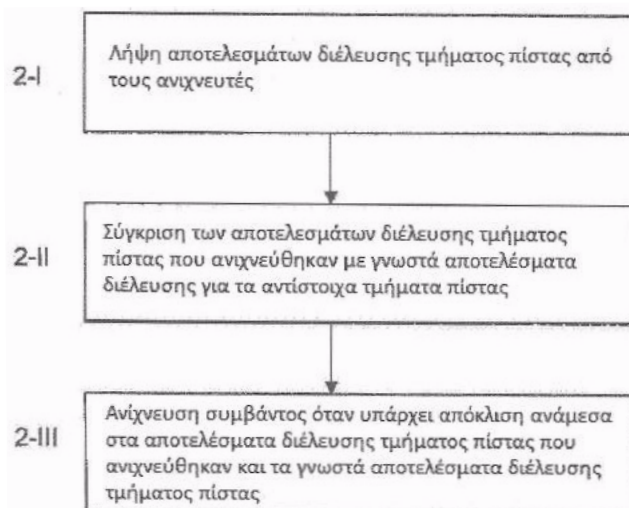 2-I
Λήψη αποτελεσμάτων διέλευσης τμήματος πίστας από
τους ανιχνευτές
2-II
Σύγκριση των αποτελεσμάτων διέλευσης τμήματος
πίστας που ανιχνεύθηκαν με γνωστά αποτελέσματα
διέλευσης για τα αντίστοιχα τμήματα πίστας
2-III
Ανίχνευση συμβάντος όταν υπάρχει απόκλιση ανάμεσα
στα αποτελέσματα διέλευσης τμήματος πίστας που
ανιχνεύθηκαν και τα γνωστά αποτελέσματα διέλευσης
τμήματος πίστας